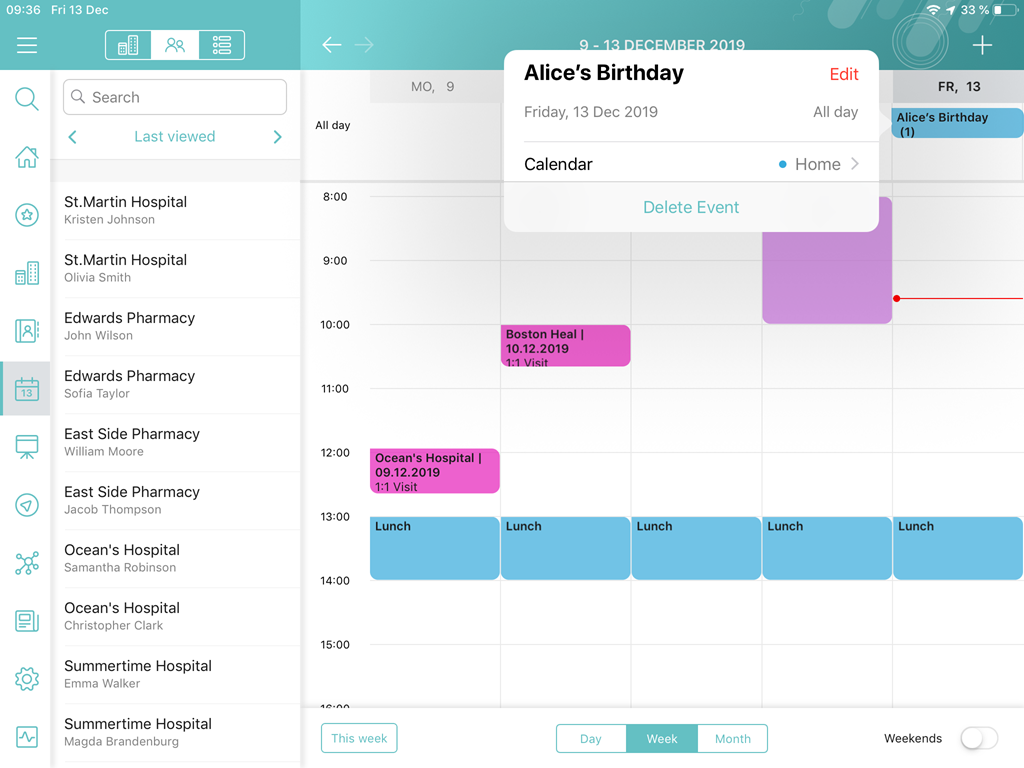 09:36 Fri 13 Dec
33 %
9 - 13 DECEMBER 2019
Search
Last viewed
St.Martin Hospital
Kristen Johnson
St.Martin Hospital
Olivia Smith
Edwards Pharmacy
John Wilson
Edwards Pharmacy
Sofia Taylor
East Side Pharmacy
William Moore
East Side Pharmacy
Jacob Thompson
Ocean's Hospital
Samantha Robinson
Ocean's Hospital
Christopher Clark
Summertime Hospital
Emma Walker
Summertime Hospital
Magda Brandenburg
13
MO, 9
FR, 13
All day
Alice’s Birthday
(1)
Alice’s Birthday
Edit
Friday, 13 Dec 2019
All day
Calendar
Home
Delete Event
8:00
9:00
10:00
Boston Heal |
10.12.2019
1:1 Visit
11:00
12:00
Ocean's Hospital |
09.12.2019
1:1 Visit
13:00
Lunch
Lunch
Lunch
Lunch
Lunch
14:00
15:00
16:00
This week
Day
Week
Month
Weekends